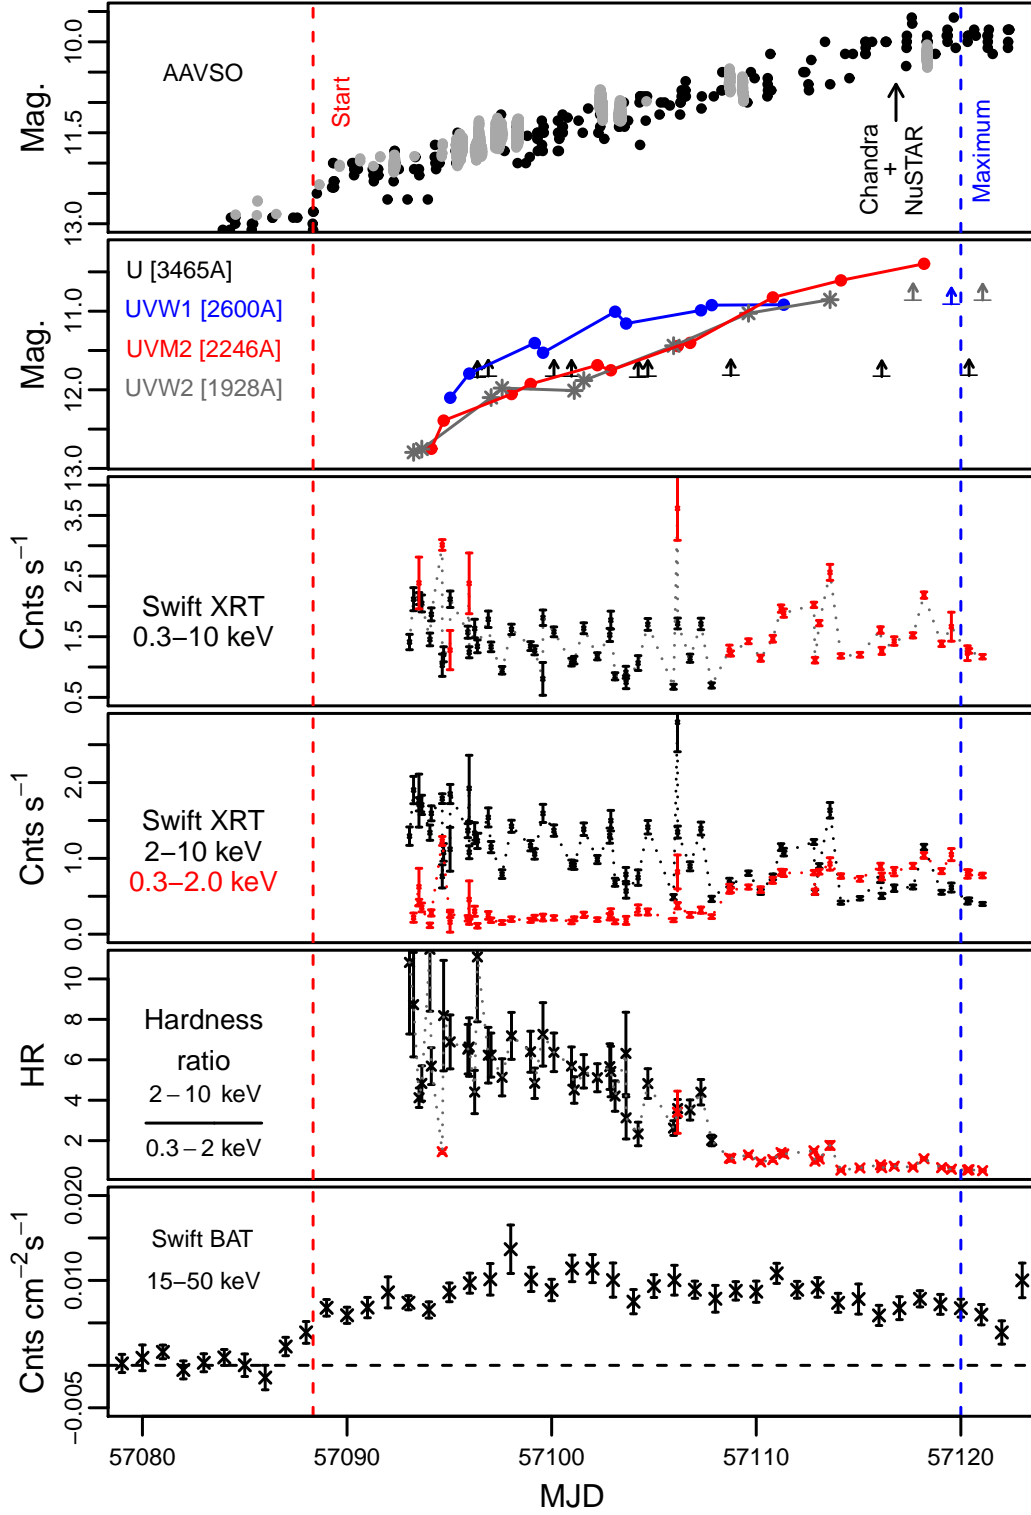 Mag.
10.0
11.5
13.0
AAVSO
Start
Chandra
+
NuSTAR
Maximum
Mag.
11.0
12.0
13.0
U [3465A]
UVW1 [2600A]
UVM2 [2246A]
UVW2 [1928A]
Cnts s⁻¹
3.5
2.5
1.5
0.5
Swift XRT
0.3–10 keV
Cnts s⁻¹
2.0
1.0
0.0
Swift XRT
2–10 keV
0.3–2.0 keV
HR
10
8
6
4
2
Hardness
ratio
2–10 keV
0.3–2 keV
Cnts cm⁻²s⁻¹
0.020
0.010
−0.005
Swift BAT
15–50 keV
57080
57090
57100
57110
57120
MJD